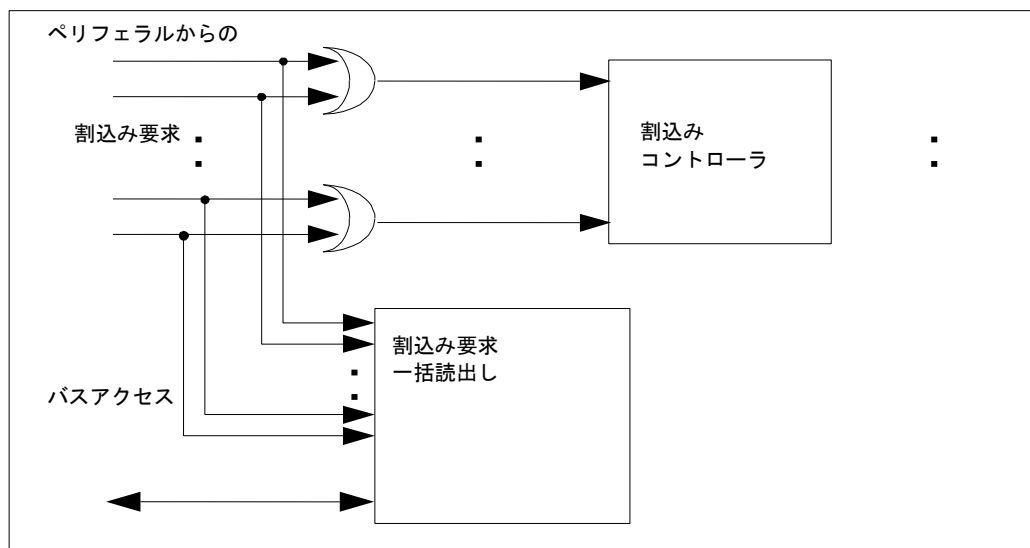 ペリフェラルからの
割込み要求
割込み
コントローラ
割込み要求
一括読出し
バスアクセス